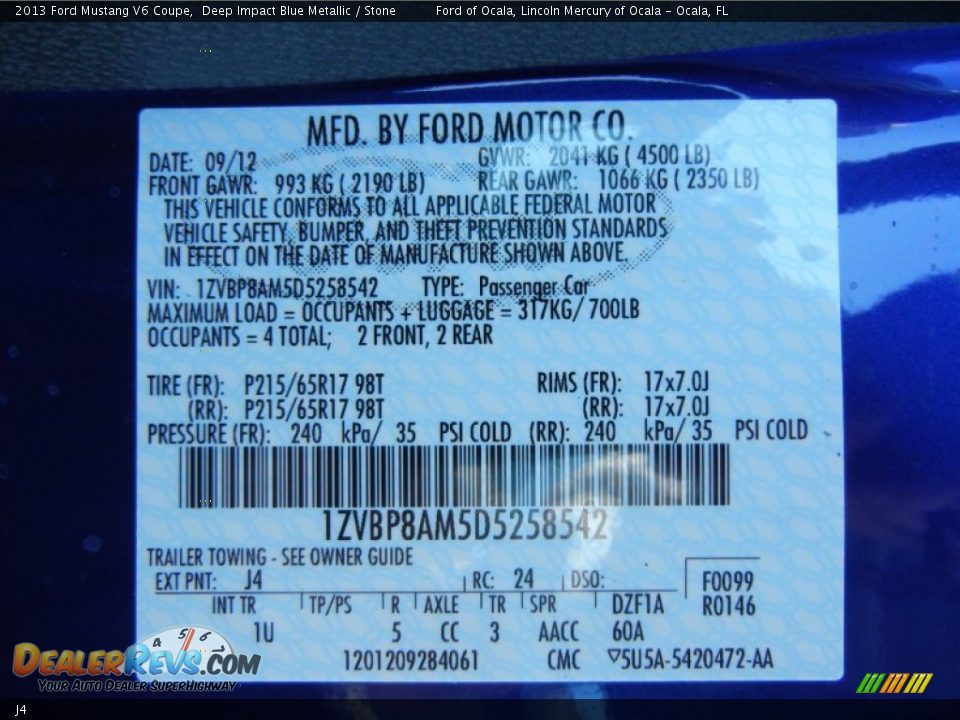 2013 Ford Mustang V6 Coupe, Deep Impact Blue Metallic / Stone Ford of Ocala, Lincoln Mercury of Ocala - Ocala, FL
MFD. BY FORD MOTOR CO.
DATE: 09/12 GVWR: 2041 KG ( 4500 LB)
FRONT GAWR: 993 KG ( 2190 LB) REAR GAWR: 1066 KG ( 2350 LB)
THIS VEHICLE CONFORMS TO ALL APPLICABLE FEDERAL MOTOR
VEHICLE SAFETY, BUMPER, AND THEFT PREVENTION STANDARDS
IN EFFECT ON THE DATE OF MANUFACTURE SHOWN ABOVE.
VIN: 1ZVBP8AM5D5258542 TYPE: Passenger Car
MAXIMUM LOAD = OCCUPANTS + LUGGAGE = 317KG/ 700LB
OCCUPANTS = 4 TOTAL; 2 FRONT, 2 REAR
TIRE (FR): P215/65R17 98T RIMS (FR): 17x7.0J
(RR): P215/65R17 98T (RR): 17x7.0J
PRESSURE (FR): 240 kPa/ 35 PSI COLD (RR): 240 kPa/ 35 PSI COLD
1ZVBP8AM5D5258542
TRAILER TOWING - SEE OWNER GUIDE
EXT PNT: J4 RC: 24 DSO: F0099
INT TR TP/PS R AXLE TR SPR DZF1A R0146
1U 5 CC 3 AACC 60A
1201209284061 CMC ▽5U5A-5420472-AA
4 5 6
DEALERREVS.COM
YOUR AUTO DEALER SUPERHIGHWAY
J4